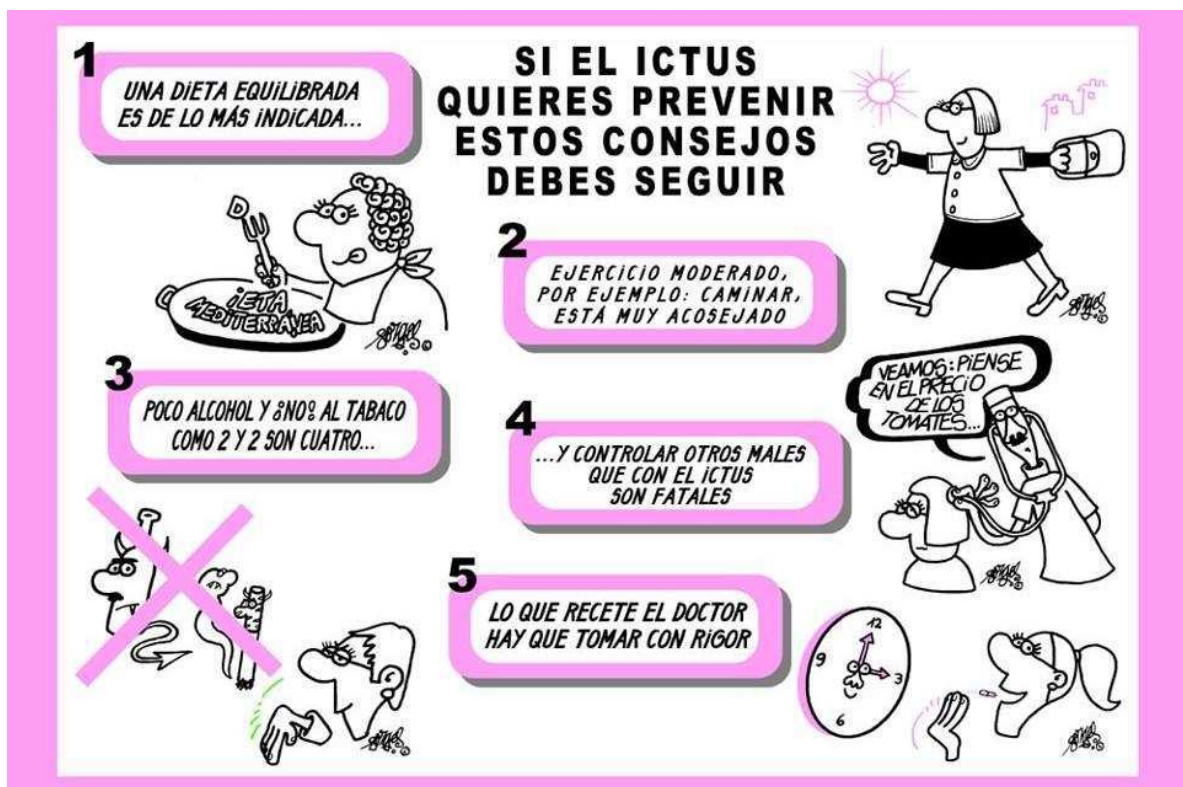 SI EL ICTUS
QUIERES PREVENIR
ESTOS CONSEJOS
DEBES SEGUIR
1
UNA DiETA EQUiLiBRADA
ES DE LO MÁS iNDiCADA...
D
iETA
MEDiTERRÁNEA
2
EJERCiCiO MODERADO,
POR EJEMPLO: CAMiNAR,
ESTÁ MUY ACOSEJADO
3
POCO ALCOHOL Y NO AL TABACO
COMO 2 Y 2 SON CUATRO...
4
...Y CONTROLAR OTROS MALES
QUE CON EL iCTUS
SON FATALES
VEAMOS: PiENSE
EN EL PRECiO
DE LOS
TOMATES...
5
LO QUE RECETE EL DOCTOR
HAY QUE TOMAR CON RiGOR
12
9
3
6